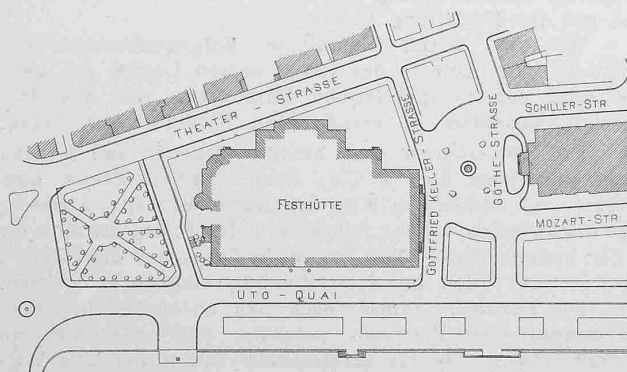 THEATER - STRASSE
SCHILLER-STR.
GOTTFRIED KELLER STRASSE
GÖTHE-STRASSE
FESTHÜTTE
MOZART-STR
UTO - QUAI